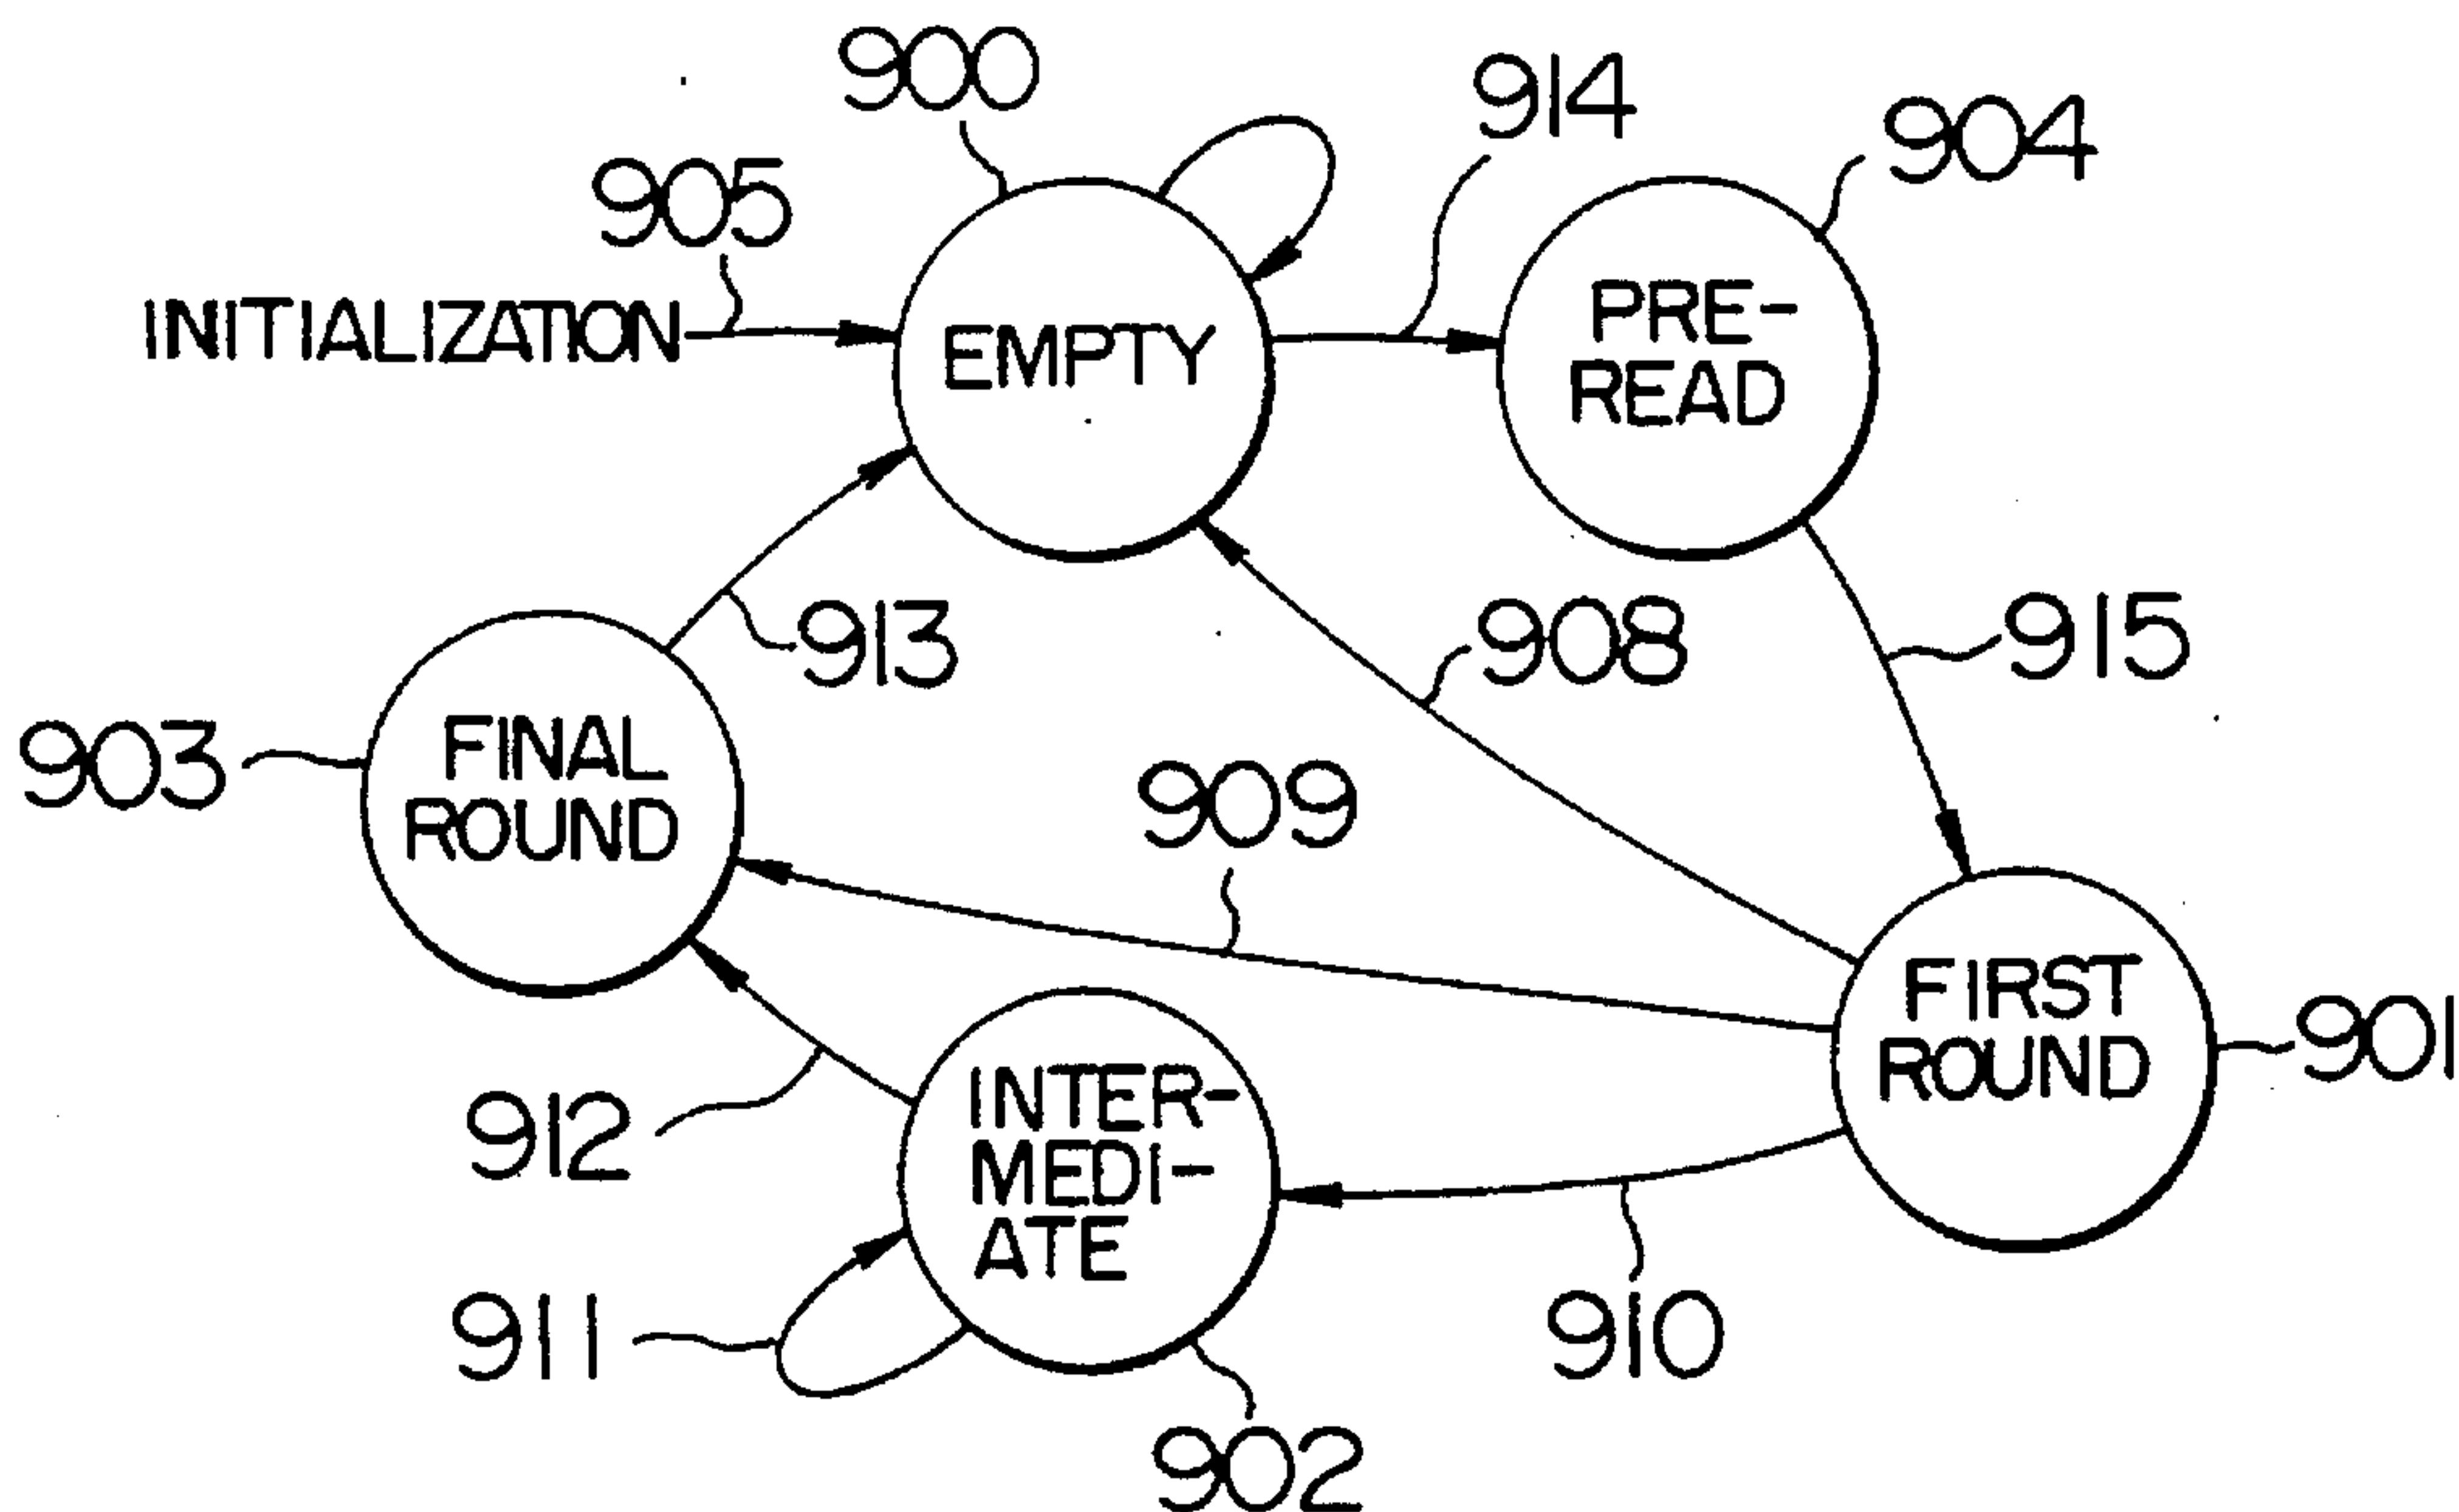 900
914
904
905
INITIALIZATION
EMPTY
PRE-
READ
913
908
915
903
FINAL
ROUND
909
FIRST
ROUND
901
912
INTER-
MEDI-
ATE
911
910
902